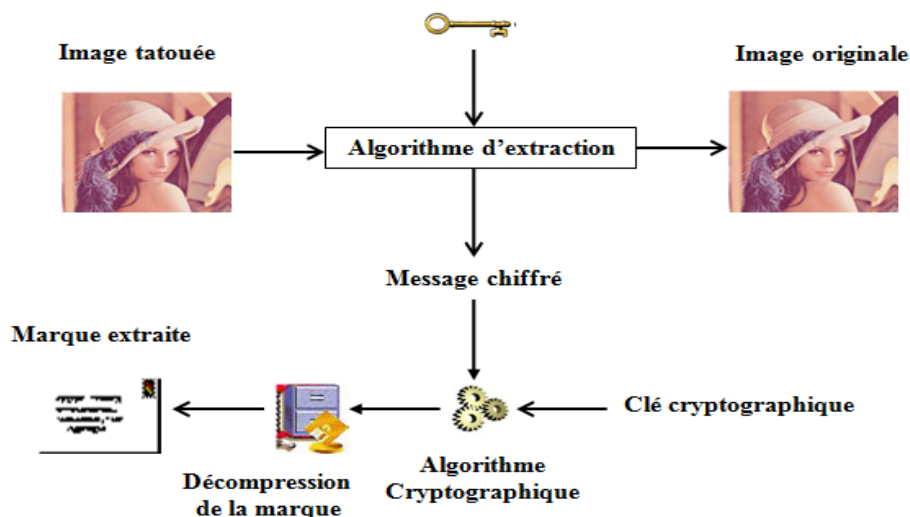 Image tatouée
Image originale
Algorithme d'extraction
Message chiffré
Marque extraite
Clé cryptographique
Algorithme
Cryptographique
Décompression
de la marque